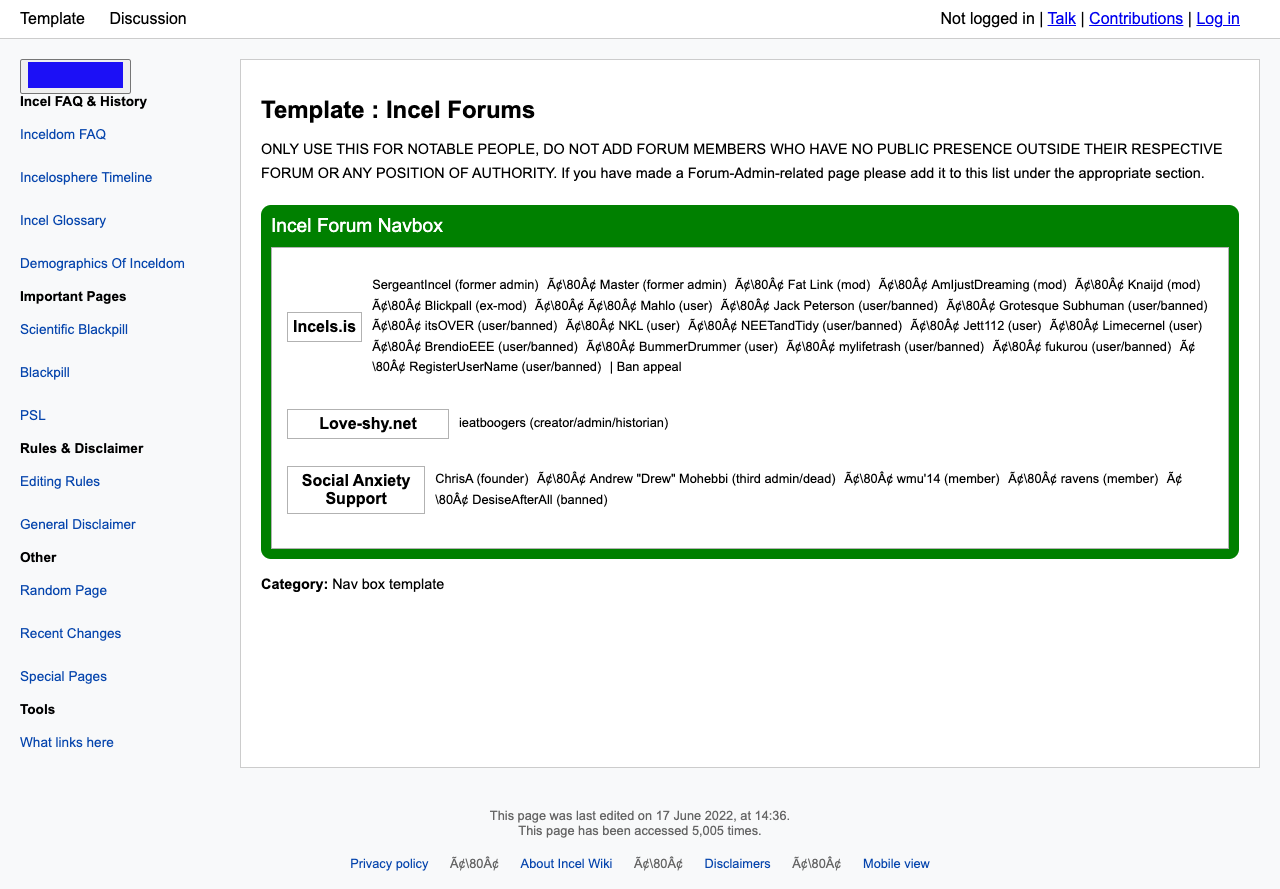 Template Discussion Not logged in | Talk | Contributions | Log in
Incel FAQ & History
Inceldom FAQ
Incelosphere Timeline
Incel Glossary
Demographics Of Inceldom
Important Pages
Scientific Blackpill
Blackpill
PSL
Rules & Disclaimer
Editing Rules
General Disclaimer
Other
Random Page
Recent Changes
Special Pages
Tools
What links here
Template : Incel Forums
ONLY USE THIS FOR NOTABLE PEOPLE, DO NOT ADD FORUM MEMBERS WHO HAVE NO PUBLIC PRESENCE OUTSIDE THEIR RESPECTIVE
FORUM OR ANY POSITION OF AUTHORITY. If you have made a Forum-Admin-related page please add it to this list under the appropriate section.
Incel Forum Navbox
Incels.is
SergeantIncel (former admin) Ã¢\80Â¢ Master (former admin) Ã¢\80Â¢ Fat Link (mod) Ã¢\80Â¢ AmIjustDreaming (mod) Ã¢\80Â¢ Knaijd (mod)
Ã¢\80Â¢ Blickpall (ex-mod) Ã¢\80Â¢ Ã¢\80Â¢ Mahlo (user) Ã¢\80Â¢ Jack Peterson (user/banned) Ã¢\80Â¢ Grotesque Subhuman (user/banned)
Ã¢\80Â¢ itsOVER (user/banned) Ã¢\80Â¢ NKL (user) Ã¢\80Â¢ NEETandTidy (user/banned) Ã¢\80Â¢ Jett112 (user) Ã¢\80Â¢ Limecernel (user)
Ã¢\80Â¢ BrendioEEE (user/banned) Ã¢\80Â¢ BummerDrummer (user) Ã¢\80Â¢ mylifetrash (user/banned) Ã¢\80Â¢ fukurou (user/banned) Ã¢
\80Â¢ RegisterUserName (user/banned) | Ban appeal
Love-shy.net
ieatboogers (creator/admin/historian)
Social Anxiety
Support
ChrisA (founder) Ã¢\80Â¢ Andrew "Drew" Mohebbi (third admin/dead) Ã¢\80Â¢ wmu'14 (member) Ã¢\80Â¢ ravens (member) Ã¢
\80Â¢ DesiseAfterAll (banned)
Category: Nav box template
This page was last edited on 17 June 2022, at 14:36.
This page has been accessed 5,005 times.
Privacy policy Ã¢\80Â¢ About Incel Wiki Ã¢\80Â¢ Disclaimers Ã¢\80Â¢ Mobile view